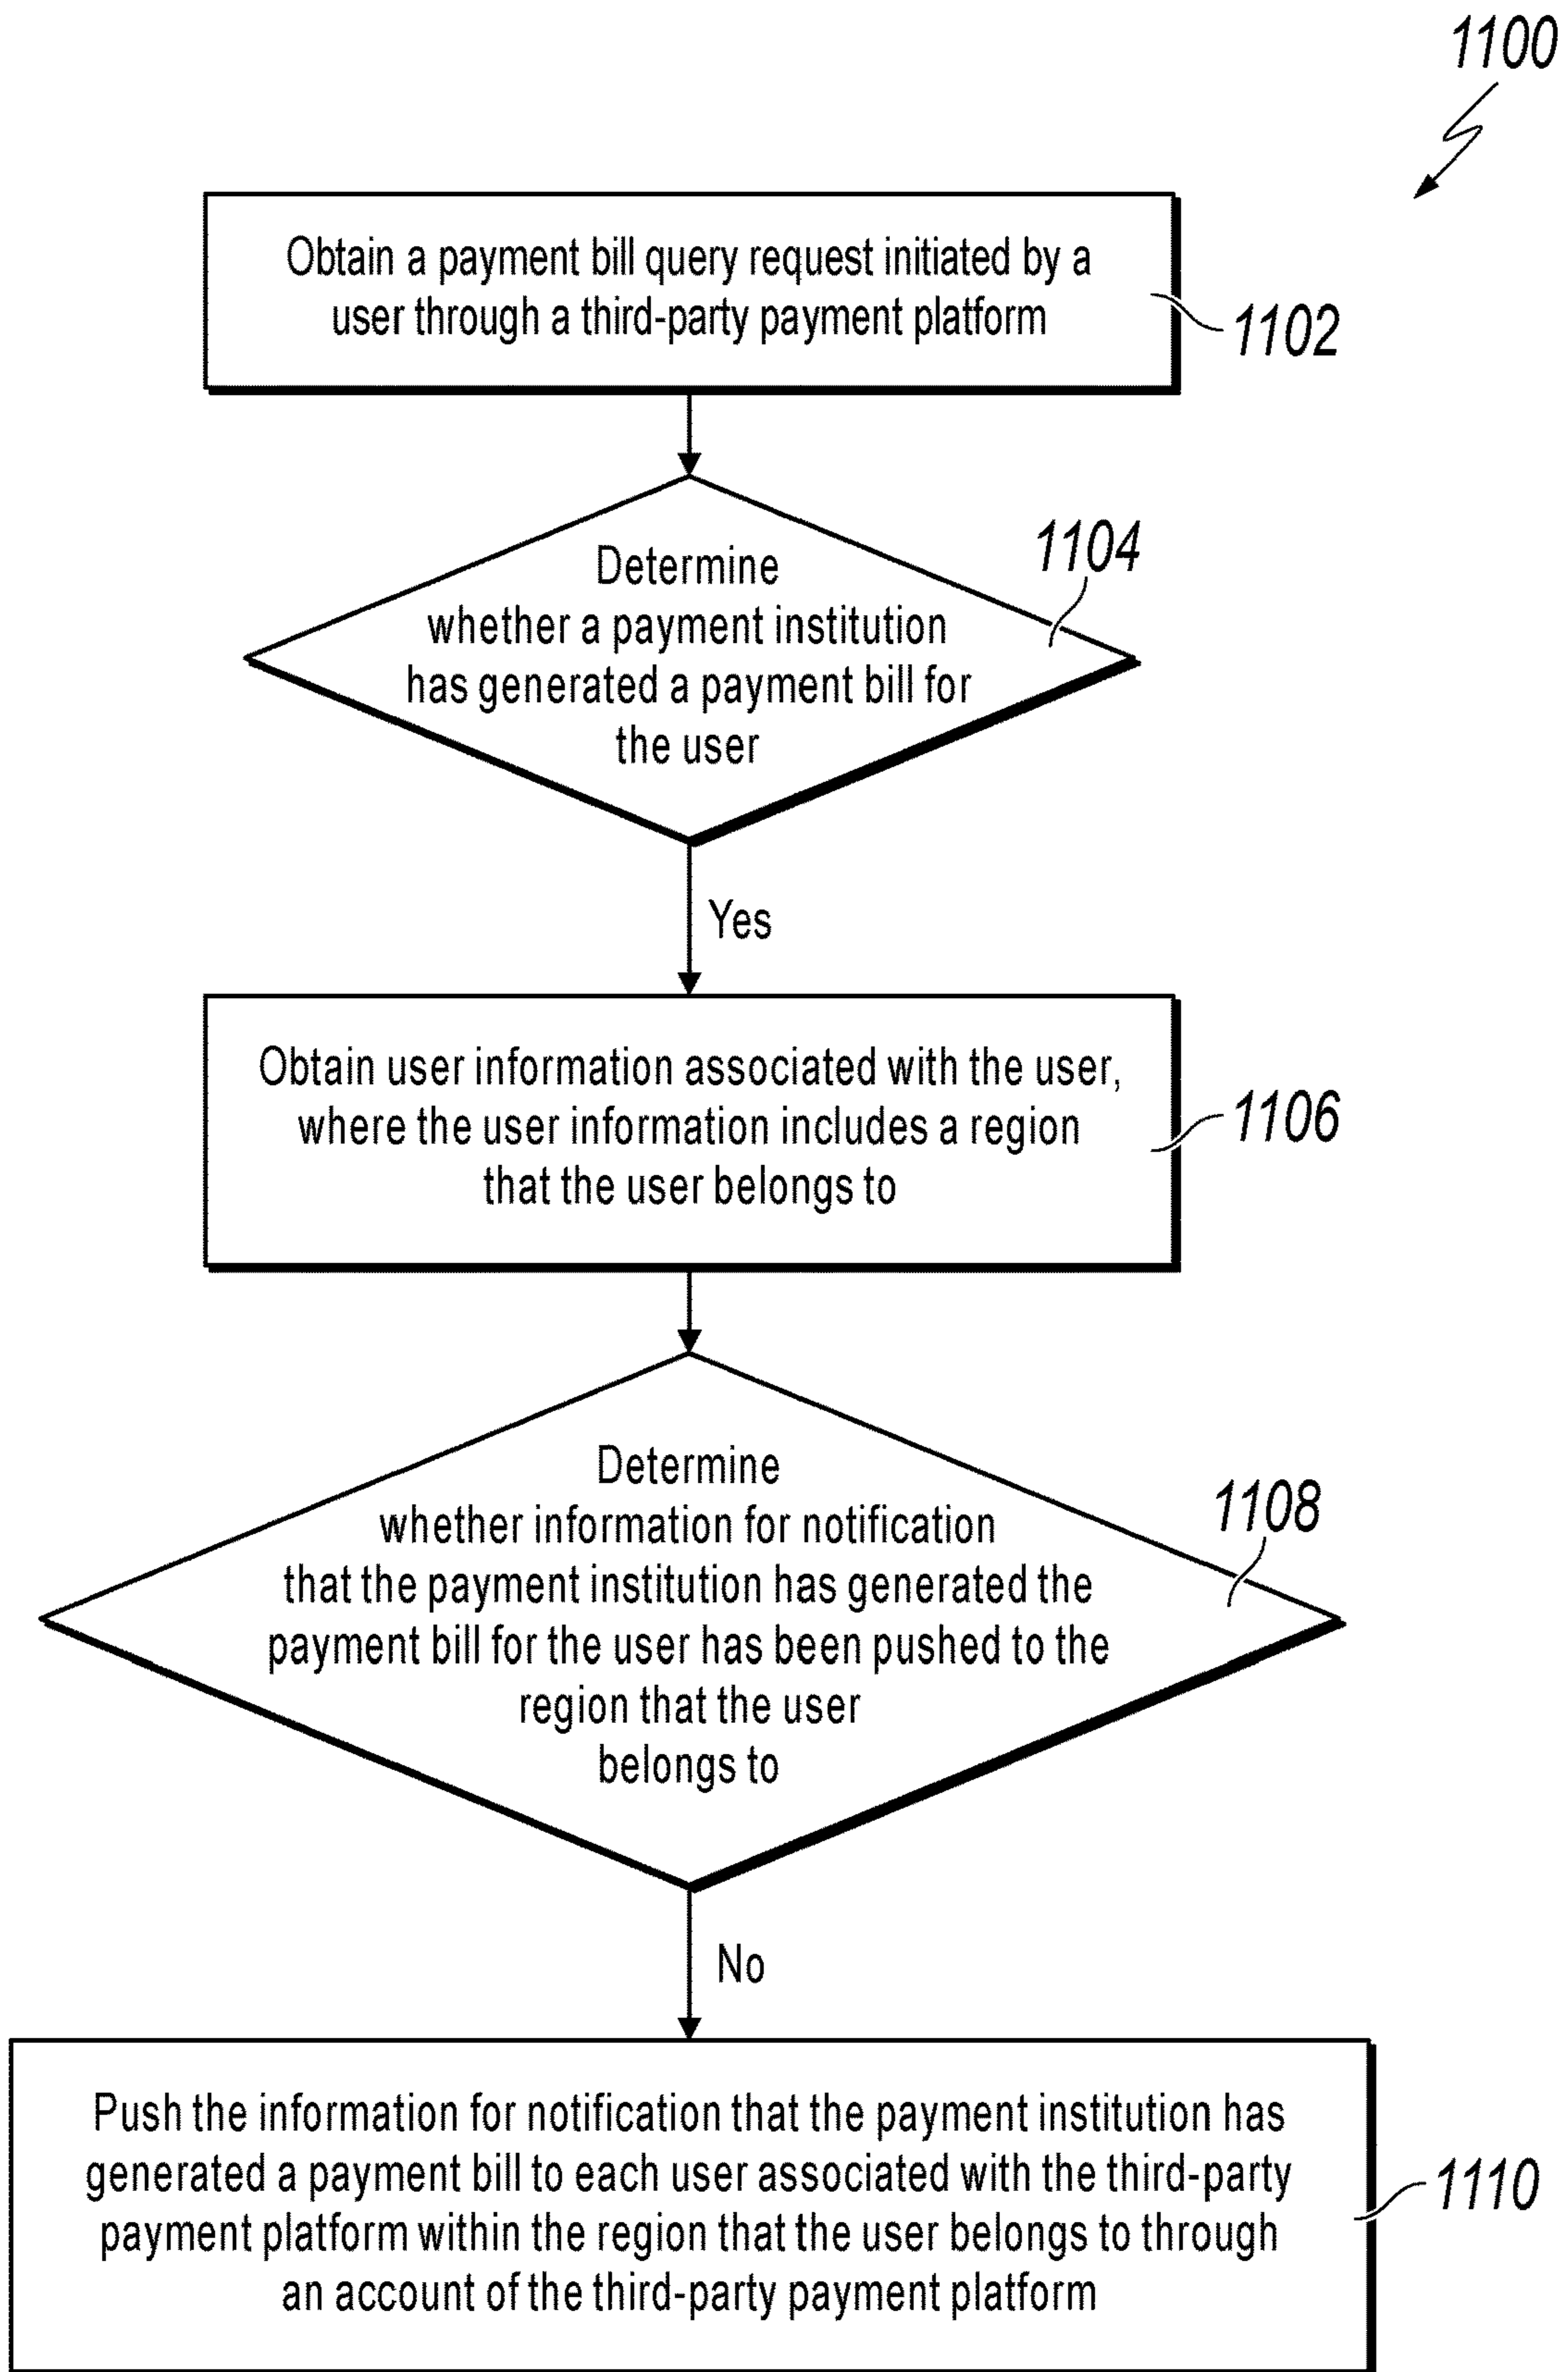 1100
Obtain a payment bill query request initiated by a
user through a third-party payment platform
1102
Determine
whether a payment institution
has generated a payment bill for
the user
1104
Yes
Obtain user information associated with the user,
where the user information includes a region
that the user belongs to
1106
Determine
whether information for notification
that the payment institution has generated the
payment bill for the user has been pushed to the
region that the user
belongs to
1108
No
Push the information for notification that the payment institution has
generated a payment bill to each user associated with the third-party
payment platform within the region that the user belongs to through
an account of the third-party payment platform
1110